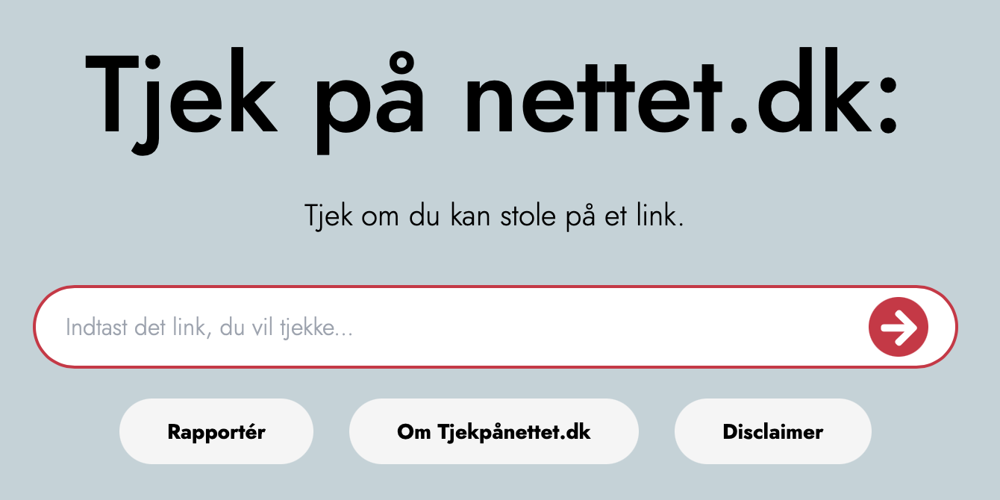 Tjek på nettet.dk:
Tjek om du kan stole på et link.
Indtast det link, du vil tjekke...
Rapportér
Om Tjekpånettet.dk
Disclaimer